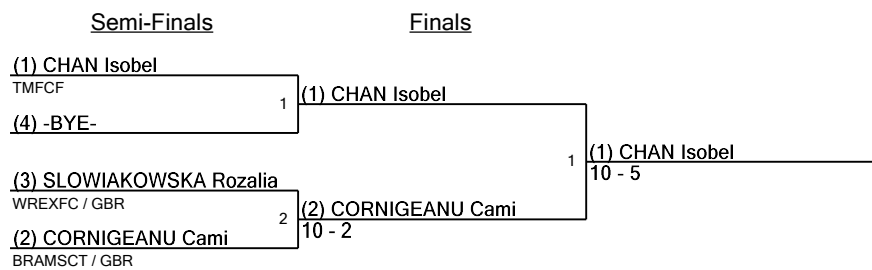 Semi-Finals
Finals
(1) CHAN Isobel
TMFCF
1
(1) CHAN Isobel
(4) -BYE-
1
(1) CHAN Isobel
10 - 5
(3) SLOWIAKOWSKA Rozalia
WREXFC / GBR
2
(2) CORNIGEANU Cami
10 - 2
(2) CORNIGEANU Cami
BRAMSCT / GBR